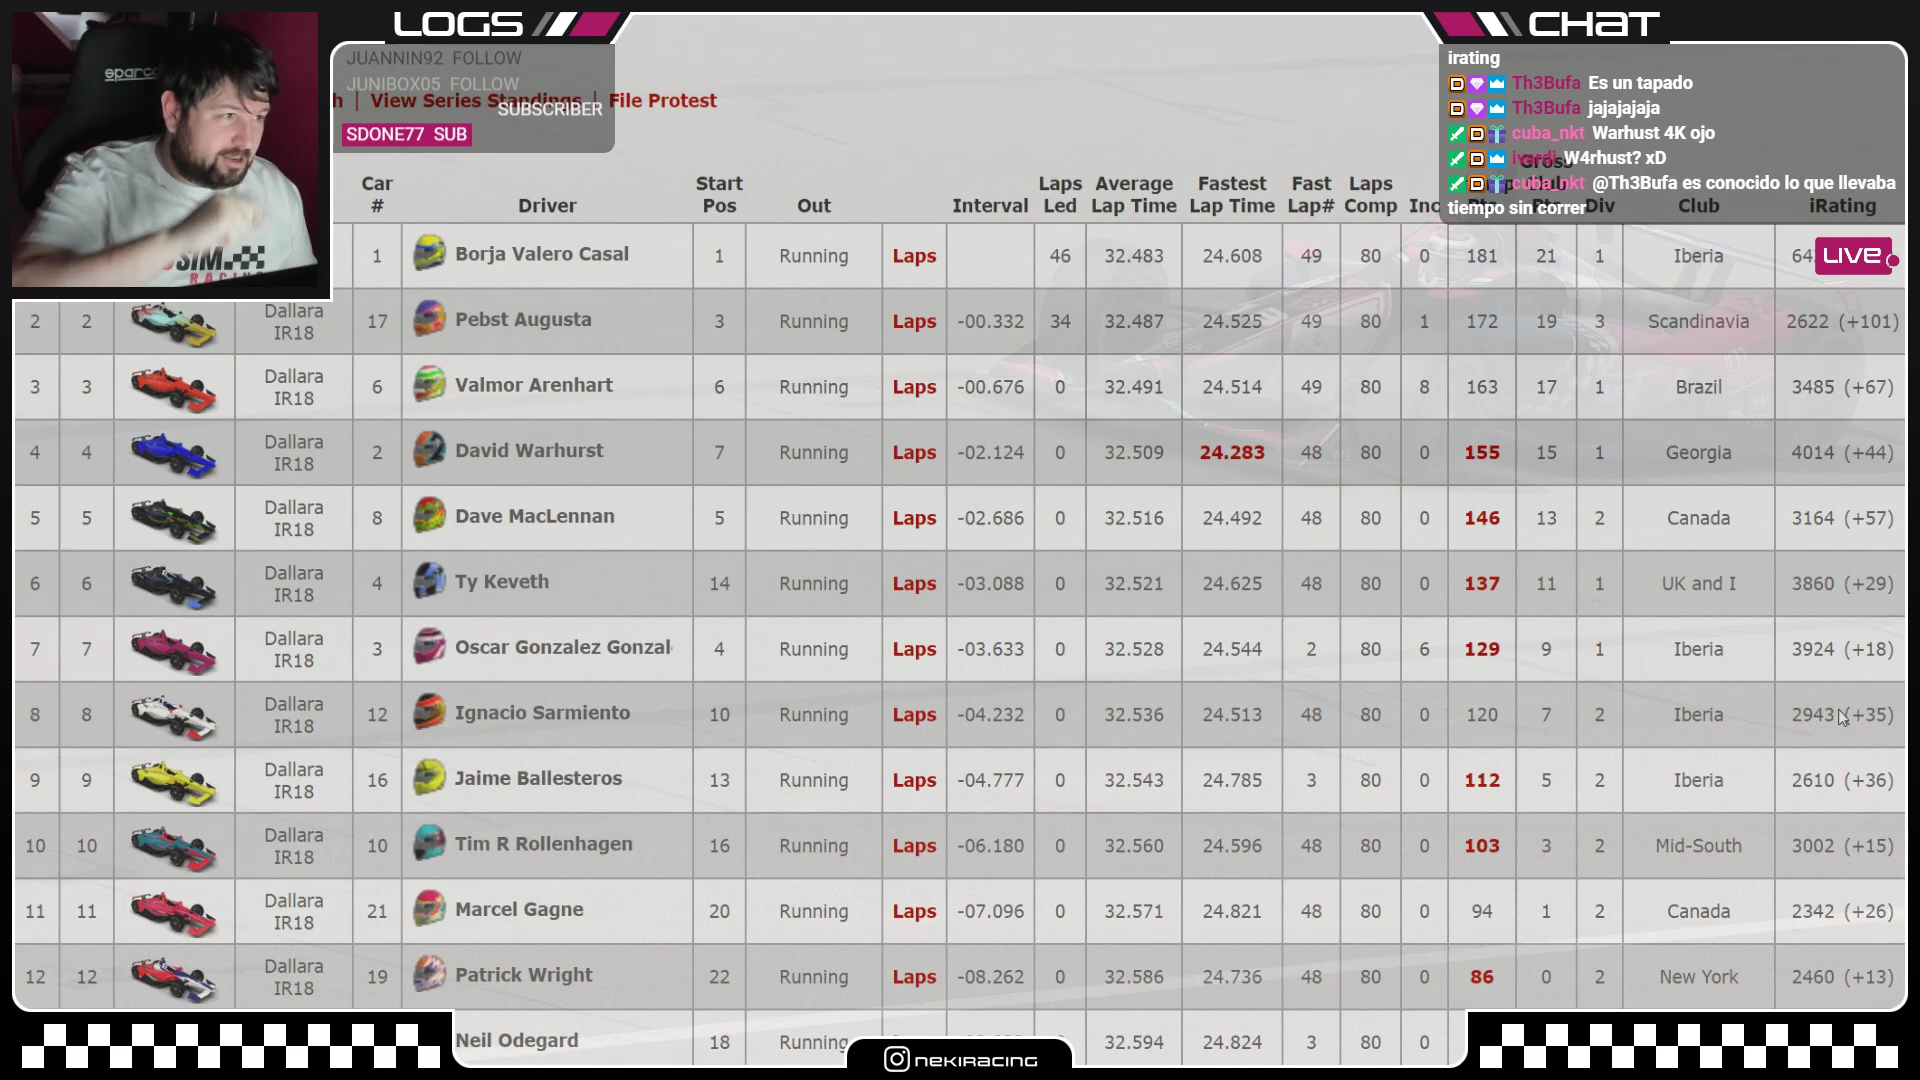 LOGS
CHAT
sparco
JUANNIN92 FOLLOW
JUNIBOX05 FOLLOW
SUBSCRIBER
SDONE77 SUB
h | View Series Standings | File Protest
irating
Th3Bufa Es un tapado
Th3Bufa jajajajaja
cuba_nkt Warhust 4K ojo
ivardi W4rhust? xD
cuba_nkt @Th3Bufa es conocido lo que llevaba
tiempo sin correr
LIVE
Car # Driver Start Pos Out Interval Laps Led Average Lap Time Fastest Lap Time Fast Lap# Laps Comp Inc Pts Gross Pts Div Club iRating
1 Borja Valero Casal 1 Running Laps 46 32.483 24.608 49 80 0 181 21 1 Iberia
2 2 Dallara IR18 17 Pebst Augusta 3 Running Laps -00.332 34 32.487 24.525 49 80 1 172 19 3 Scandinavia 2622 (+101)
3 3 Dallara IR18 6 Valmor Arenhart 6 Running Laps -00.676 0 32.491 24.514 49 80 8 163 17 1 Brazil 3485 (+67)
4 4 Dallara IR18 2 David Warhurst 7 Running Laps -02.124 0 32.509 24.283 48 80 0 155 15 1 Georgia 4014 (+44)
5 5 Dallara IR18 8 Dave MacLennan 5 Running Laps -02.686 0 32.516 24.492 48 80 0 146 13 2 Canada 3164 (+57)
6 6 Dallara IR18 4 Ty Keveth 14 Running Laps -03.088 0 32.521 24.625 48 80 0 137 11 1 UK and I 3860 (+29)
7 7 Dallara IR18 3 Oscar Gonzalez Gonzal 4 Running Laps -03.633 0 32.528 24.544 2 80 6 129 9 1 Iberia 3924 (+18)
8 8 Dallara IR18 12 Ignacio Sarmiento 10 Running Laps -04.232 0 32.536 24.513 48 80 0 120 7 2 Iberia 2943 (+35)
9 9 Dallara IR18 16 Jaime Ballesteros 13 Running Laps -04.777 0 32.543 24.785 3 80 0 112 5 2 Iberia 2610 (+36)
10 10 Dallara IR18 10 Tim R Rollenhagen 16 Running Laps -06.180 0 32.560 24.596 48 80 0 103 3 2 Mid-South 3002 (+15)
11 11 Dallara IR18 21 Marcel Gagne 20 Running Laps -07.096 0 32.571 24.821 48 80 0 94 1 2 Canada 2342 (+26)
12 12 Dallara IR18 19 Patrick Wright 22 Running Laps -08.262 0 32.586 24.736 48 80 0 86 0 2 New York 2460 (+13)
Neil Odegard 18 Running 32.594 24.824 3 80 0
NEKIRACING